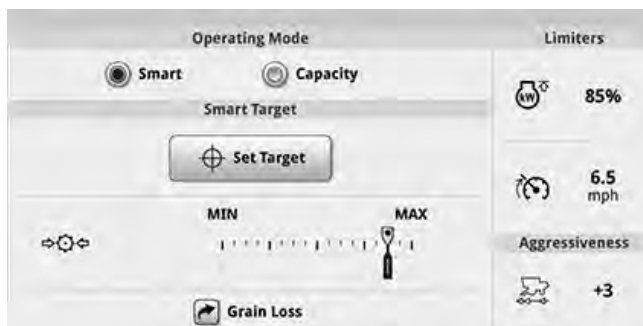 Operating Mode
Smart
Capacity
Smart Target
Set Target
MIN
MAX
Grain Loss
Limiters
kW
85%
6.5
mph
Aggressiveness
+3